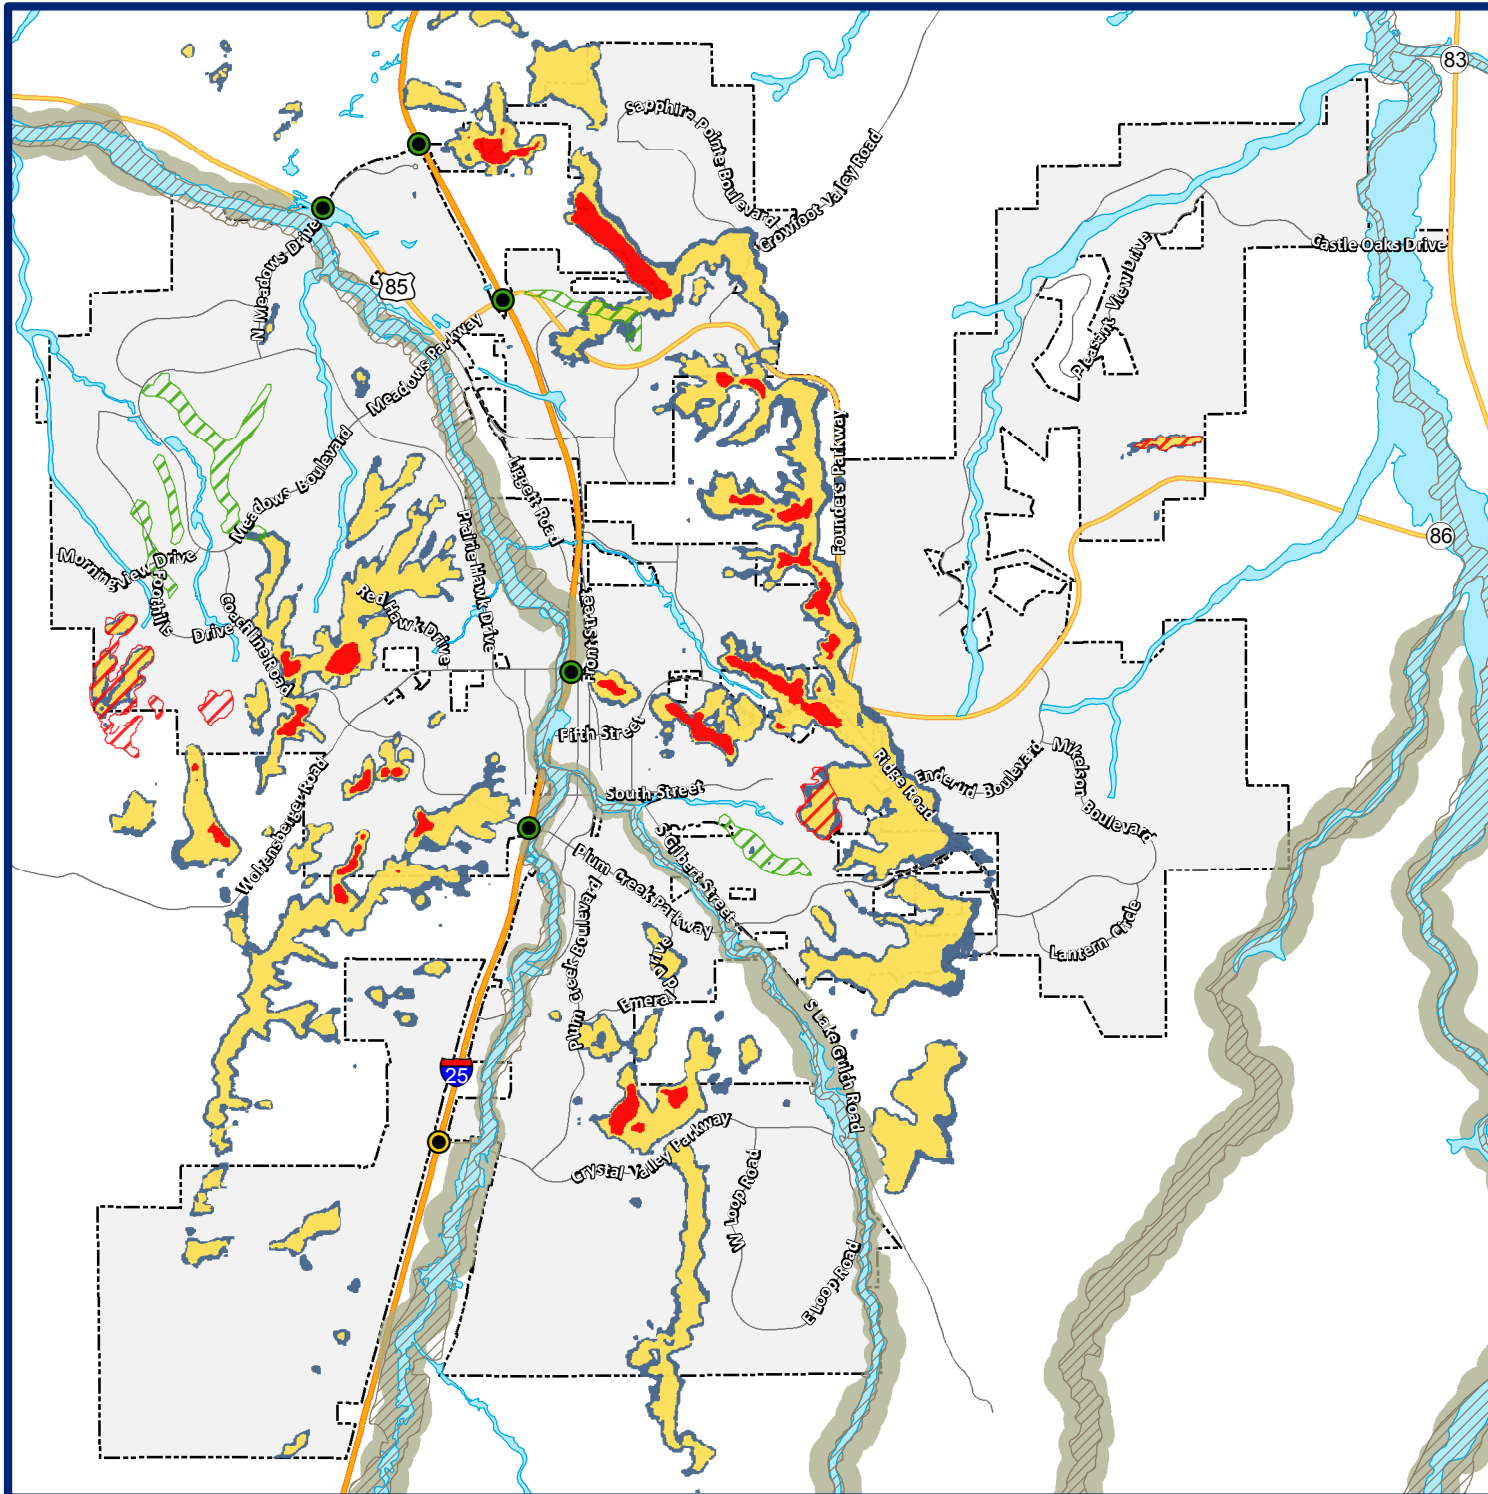 83
Sapphire Pointe Boulevard
Crowfoot Valley Road
Castle Oaks Drive
N Meadows Drive
Pleasant View Drive
85
Meadows Parkway
Meadows Boulevard
Liggett Road
Founders Parkway
86
Prairie Hawk Drive
Morningview Drive
Foothills
Drive
Coachline Road
Red Hawk Drive
Front Street
Fifth Street
Ridge Road
Enderud Boulevard
Mikelson Boulevard
Wolfensberger Road
South Street
S Gilbert Street
Plum Creek Parkway
Plum Creek Boulevard
Lantern Circle
Emerald Drive
S Lake Gulch Road
25
Crystal Valley Parkway
W Loop Road
E Loop Road